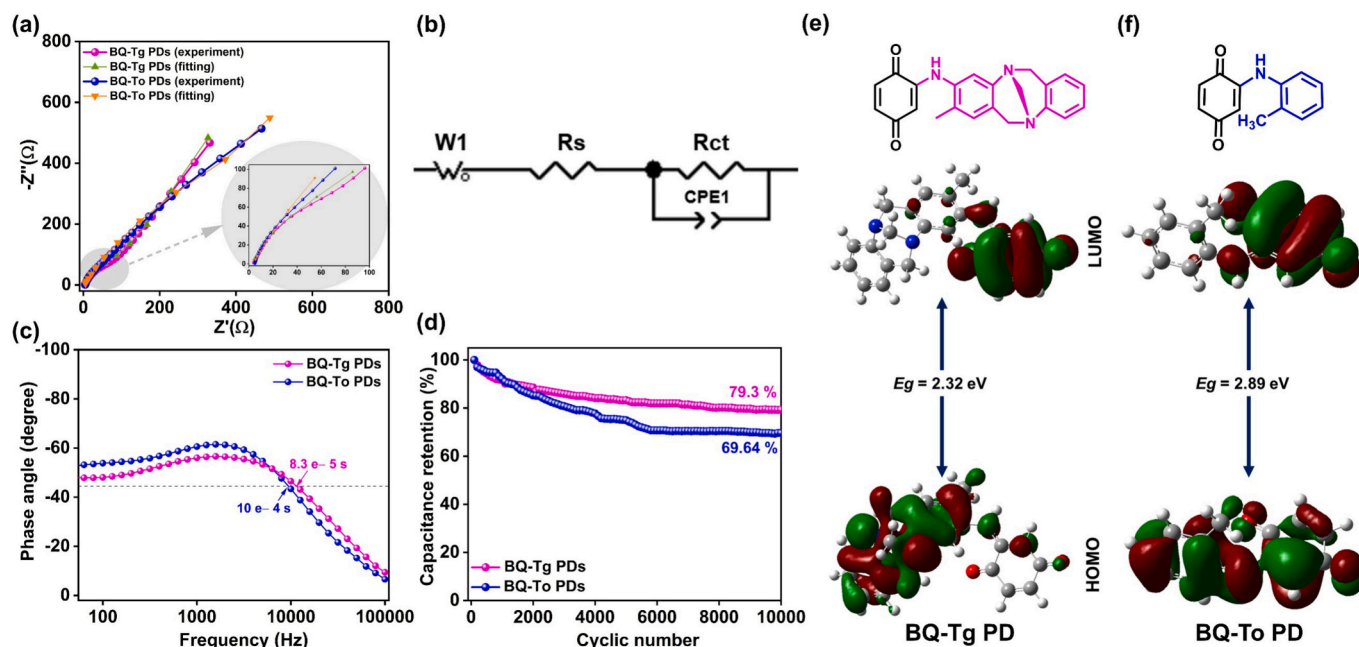 (a)
800
600
400
200
0
-Z''(Ω)
0 200 400 600 800
Z'(Ω)
BQ-Tg PDs (experiment)
BQ-Tg PDs (fitting)
BQ-To PDs (experiment)
BQ-To PDs (fitting)
100
80
60
40
20
0
0 20 40 60 80 100
(b)
W1 Rs Rct
CPE1
(c)
-100
-80
-60
-40
-20
0
Phase angle (degree)
BQ-Tg PDs
BQ-To PDs
8.3 e– 5 s
10 e– 4 s
100 1000 10000 100000
Frequency (Hz)
(d)
100
80
60
40
20
0
Capacitance retention (%)
79.3 %
69.64 %
BQ-Tg PDs
BQ-To PDs
0 2000 4000 6000 8000 10000
Cyclic number
(e)
O
H
N
N
N
O
LUMO
Eg = 2.32 eV
HOMO
BQ-Tg PD
(f)
O
H
N
H3C
O
Eg = 2.89 eV
BQ-To PD